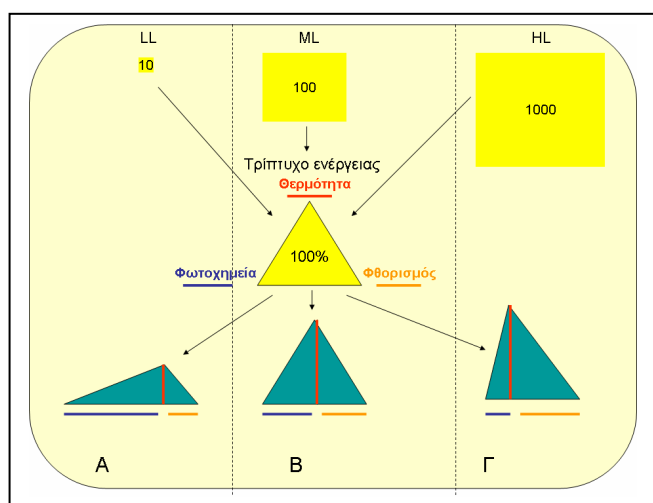 LL
ML
HL
10
100
1000
Τρίπτυχο ενέργειας
Θερμότητα
100%
Φωτοχημεία
Φθορισμός
Α
Β
Γ